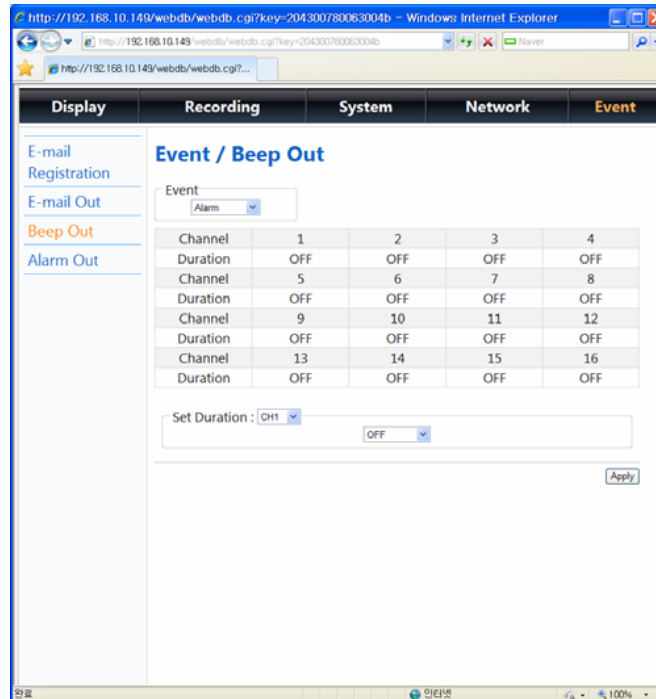 http://192.168.10.149/webdb/webdb.cgi?key=204300780063004b - Windows Internet Explorer
http://192.168.10.149/webdb/webdb.cgi?key=204300780063004b
Naver
http://192.168.10.149/webdb/webdb.cgi?...
Display Recording System Network Event
E-mail
Registration
E-mail Out
Beep Out
Alarm Out
Event / Beep Out
Event
Alarm
Channel 1 2 3 4
Duration OFF OFF OFF OFF
Channel 5 6 7 8
Duration OFF OFF OFF OFF
Channel 9 10 11 12
Duration OFF OFF OFF OFF
Channel 13 14 15 16
Duration OFF OFF OFF OFF
Set Duration : CH1
OFF
Apply
완료 인터넷 100%